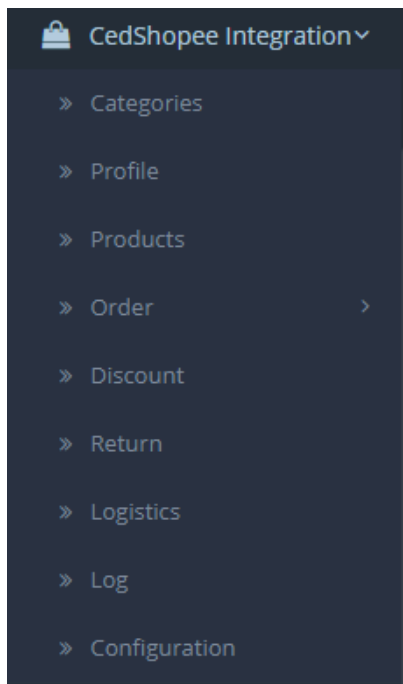 CedShopee Integration
Categories
Profile
Products
Order
Discount
Return
Logistics
Log
Configuration